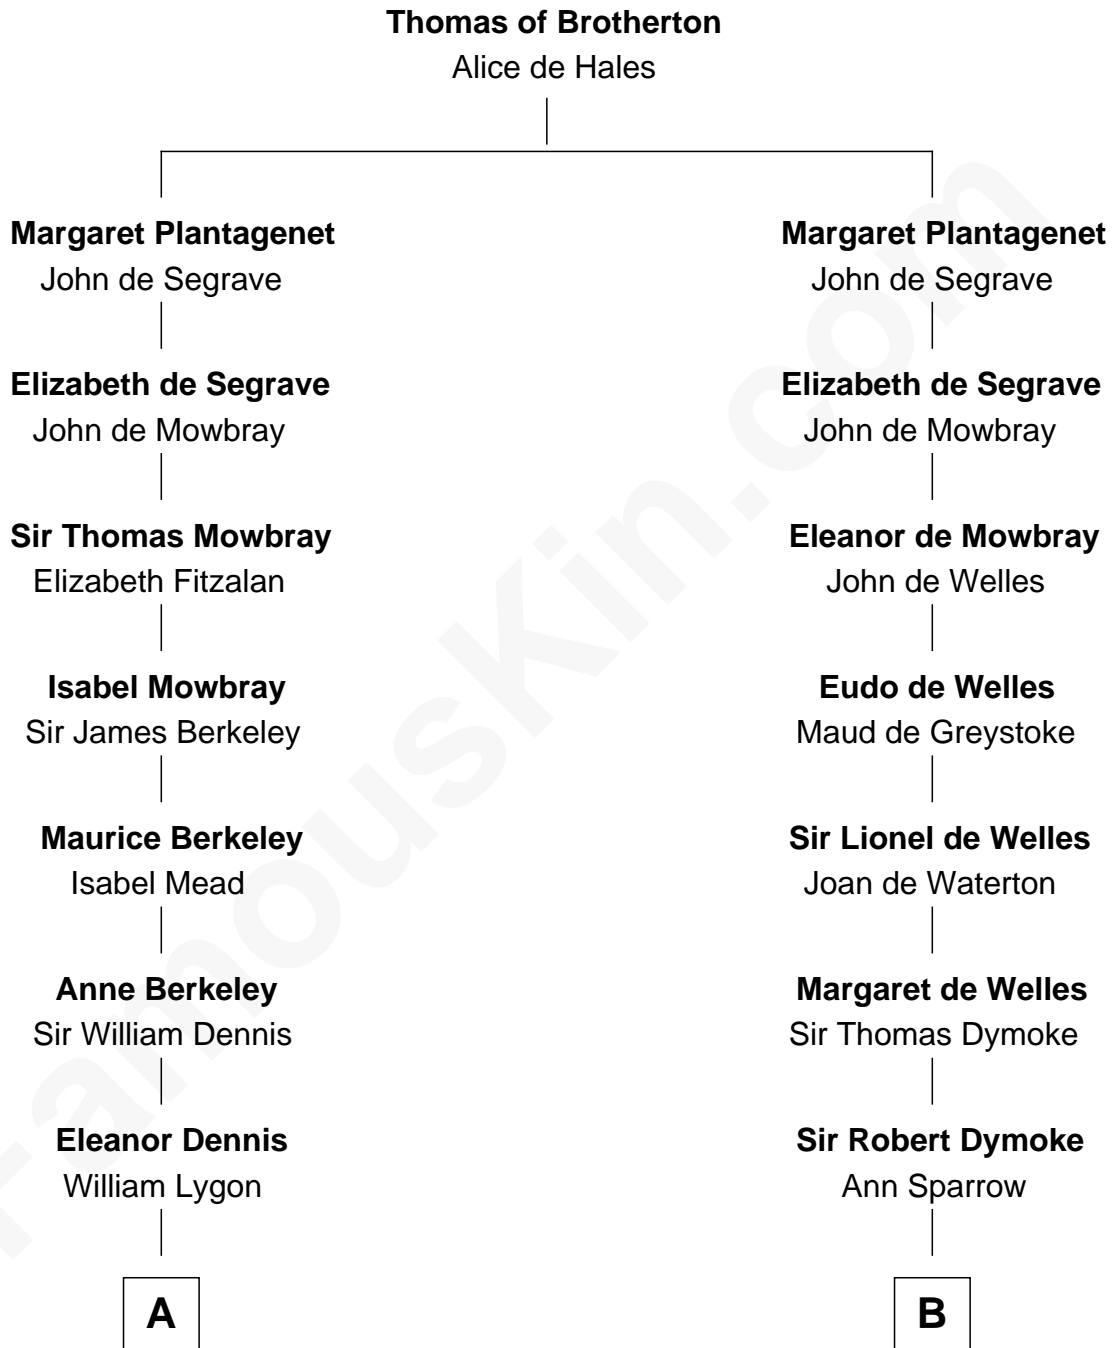 Thomas of Brotherton
Alice de Hales
Margaret Plantagenet
John de Segrave
Elizabeth de Segrave
John de Mowbray
Sir Thomas Mowbray
Elizabeth Fitzalan
Isabel Mowbray
Sir James Berkeley
Maurice Berkeley
Isabel Mead
Anne Berkeley
Sir William Dennis
Eleanor Dennis
William Lygon
A
Margaret Plantagenet
John de Segrave
Elizabeth de Segrave
John de Mowbray
Eleanor de Mowbray
John de Welles
Eudo de Welles
Maud de Greystoke
Sir Lionel de Welles
Joan de Waterton
Margaret de Welles
Sir Thomas Dymoke
Sir Robert Dymoke
Ann Sparrow
B
FamousKin.com